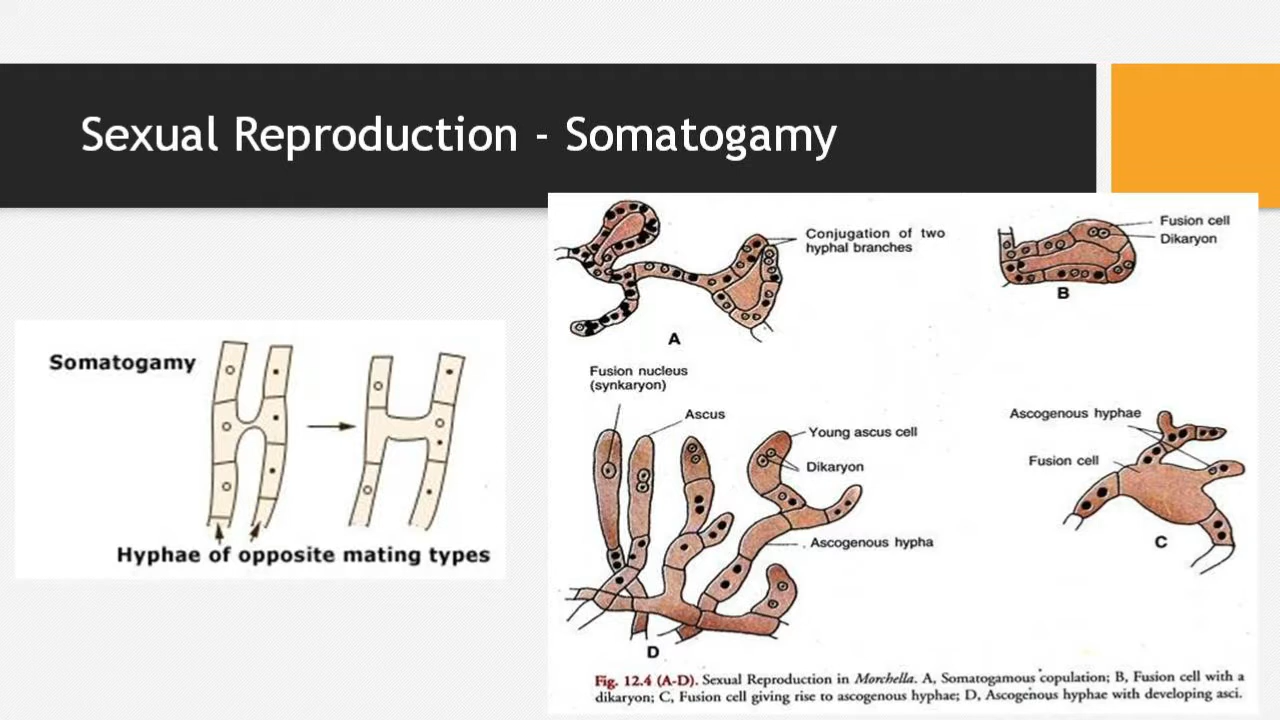 Sexual Reproduction - Somatogamy
Somatogamy
Hyphae of opposite mating types
Conjugation of two
hyphal branches
A
Fusion cell
Dikaryon
B
Fusion nucleus
(synkaryon)
Ascus
Young ascus cell
Dikaryon
Ascogenous hypha
D
Ascogenous hyphae
Fusion cell
C
Fig. 12.4 (A-D). Sexual Reproduction in Morchella. A, Somatogamous copulation; B, Fusion cell with a
dikaryon; C, Fusion cell giving rise to ascogenous hyphae; D, Ascogenous hyphae with developing asci.